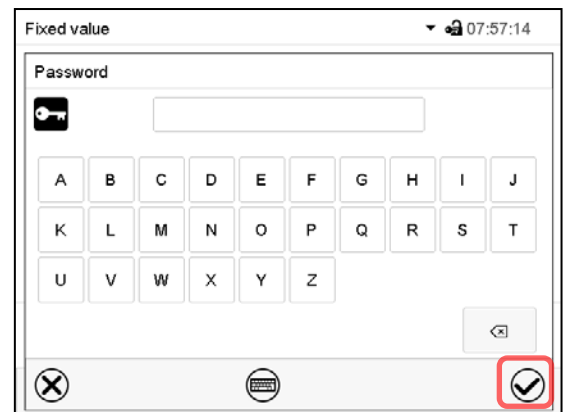 Fixed value 07:57:14
Password
A B C D E F G H I J
K L M N O P Q R S T
U V W X Y Z